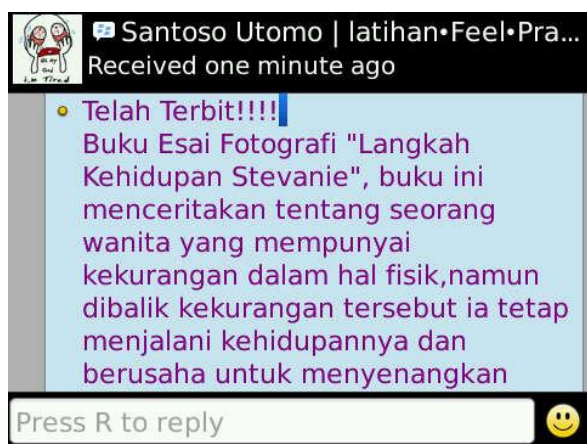 Santoso Utomo | latihan•Feel•Pra...
Received one minute ago
Telah Terbit!!!!
Buku Esai Fotografi "Langkah
Kehidupan Stevanie", buku ini
menceritakan tentang seorang
wanita yang mempunyai
kekurangan dalam hal fisik,namun
dibalik kekurangan tersebut ia tetap
menjalani kehidupannya dan
berusaha untuk menyenangkan
Press R to reply